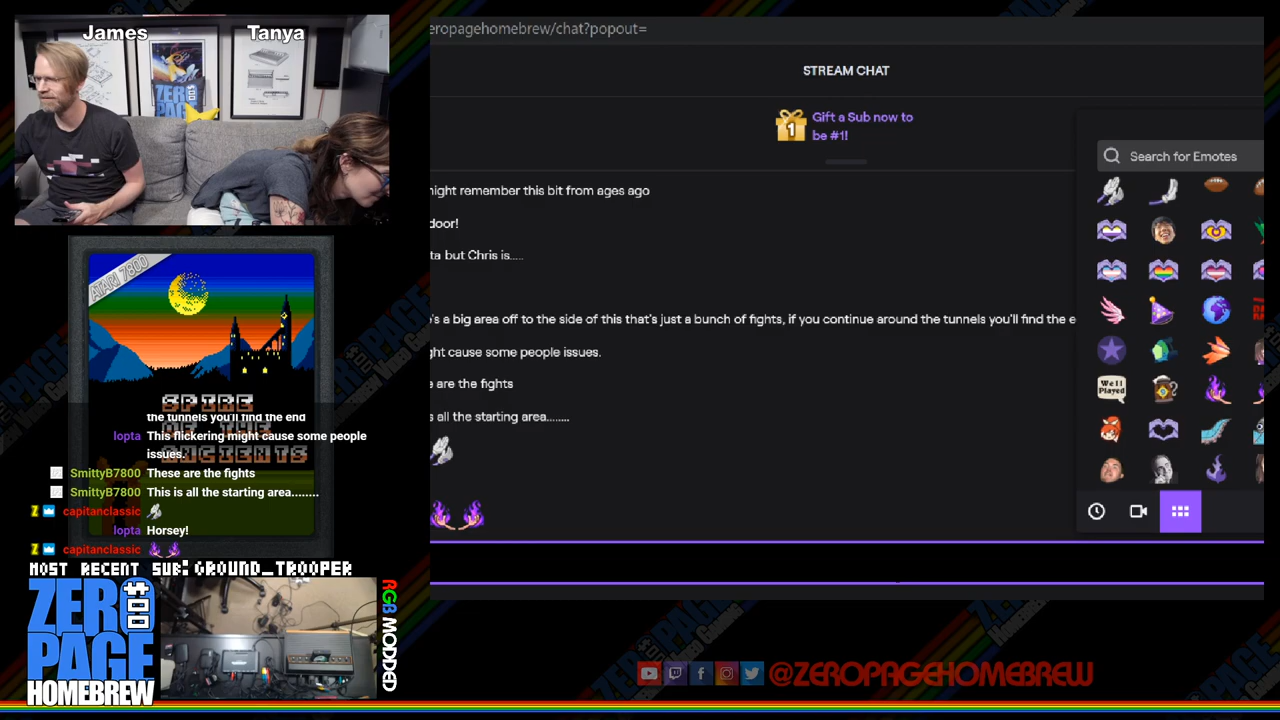 James
Tanya
ZERO
PAGE
ATARI 7800
SPIRE
OF THE
ANCIENTS
the tunnels you'll find the end
lopta This flickering might cause some people
issues.
SmittyB7800 These are the fights
SmittyB7800 This is all the starting area........
Z capitanclassic
lopta Horsey!
Z capitanclassic
MOST RECENT SUB: GROUND_TROOPER
ZERO
PAGE
HOMEBREW
RGB MODDED
eropagehomebrew/chat?popout=
STREAM CHAT
1
Gift a Sub now to
be #1!
night remember this bit from ages ago
door!
ta but Chris is.....
e's a big area off to the side of this that's just a bunch of fights, if you continue around the tunnels you'll find the e
ght cause some people issues.
e are the fights
s all the starting area........
Search for Emotes
Well
Played
@ZEROPAGEHOMEBREW